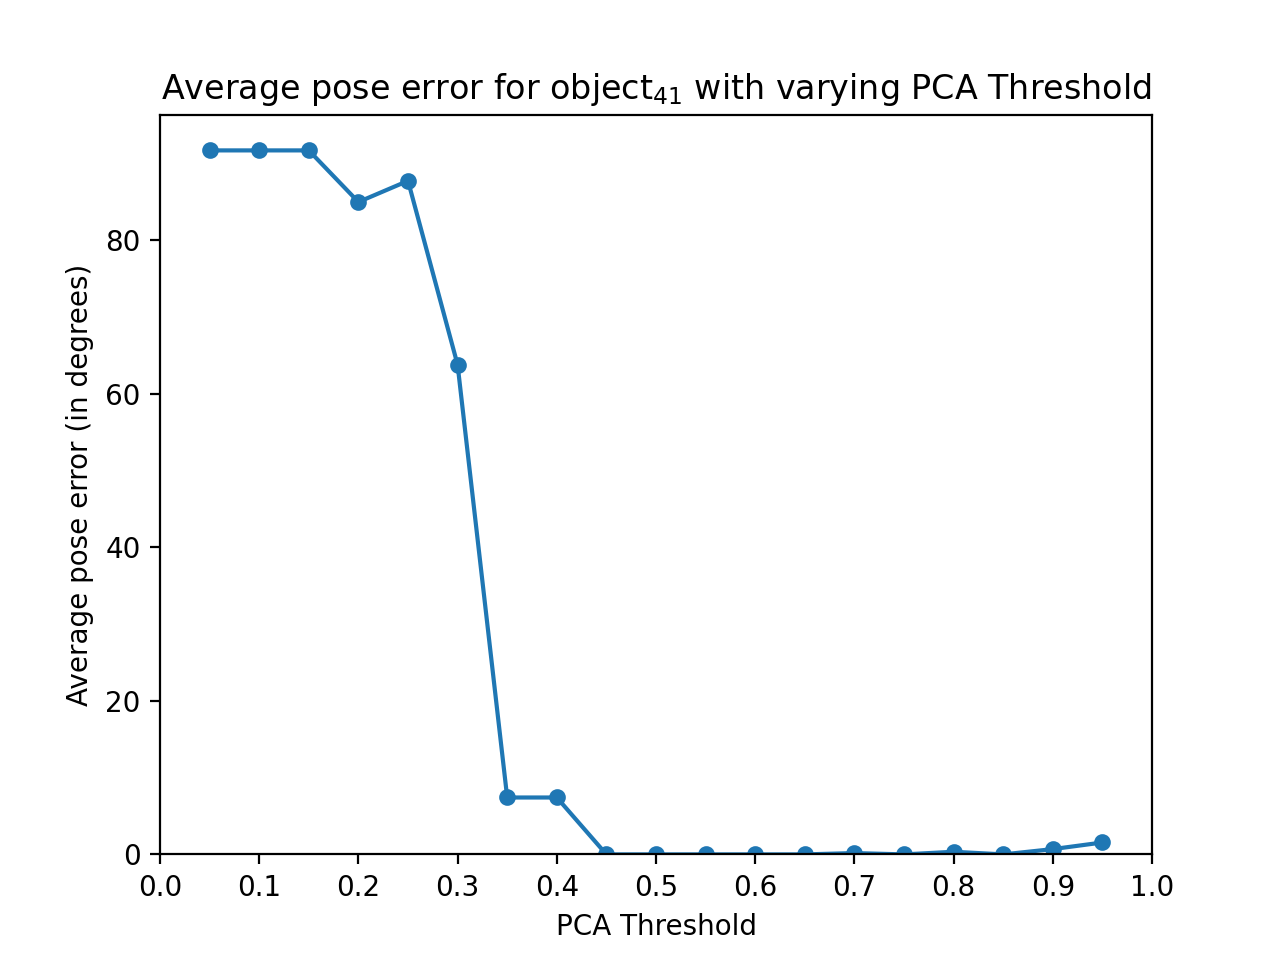 Average pose error for object₄₁ with varying PCA Threshold
Average pose error (in degrees)
80
60
40
20
0
0.0 0.1 0.2 0.3 0.4 0.5 0.6 0.7 0.8 0.9 1.0
PCA Threshold